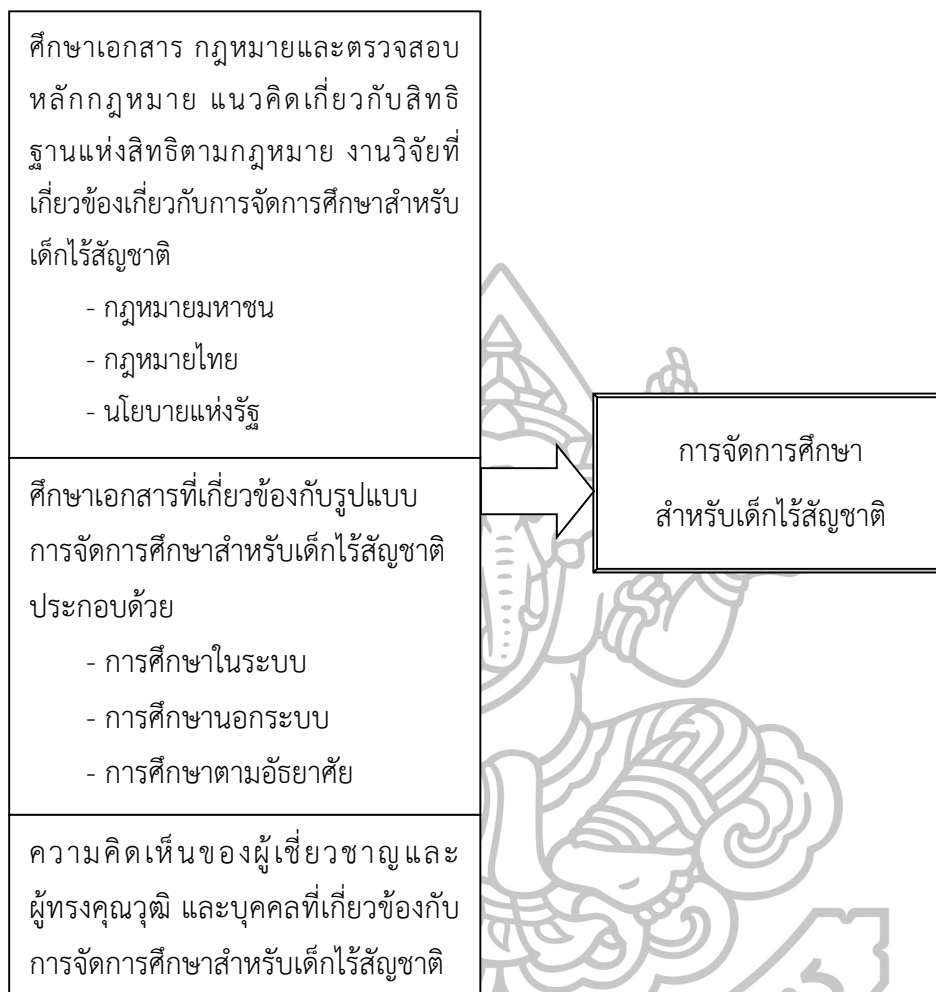 ศึกษาเอกสาร กฎหมายและตรวจสอบ
หลักกฎหมาย แนวคิดเกี่ยวกับสิทธิ
ฐานแห่งสิทธิตามกฎหมาย งานวิจัยที่
เกี่ยวข้องเกี่ยวกับการจัดการศึกษาสำหรับ
เด็กไร้สัญชาติ
- กฎหมายมหาชน
- กฎหมายไทย
- นโยบายแห่งรัฐ
ศึกษาเอกสารที่เกี่ยวข้องกับรูปแบบ
การจัดการศึกษาสำหรับเด็กไร้สัญชาติ
ประกอบด้วย
- การศึกษาในระบบ
- การศึกษานอกระบบ
- การศึกษาตามอัธยาศัย
ความคิดเห็นของผู้เชี่ยวชาญและ
ผู้ทรงคุณวุฒิ และบุคคลที่เกี่ยวข้องกับ
การจัดการศึกษาสำหรับเด็กไร้สัญชาติ
การจัดการศึกษา
สำหรับเด็กไร้สัญชาติ